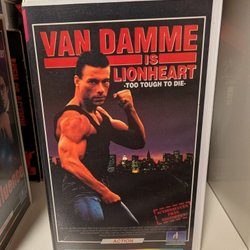 VAN DAMME
IS
LIONHEART
-TOO TOUGH TO DIE-
ACTION